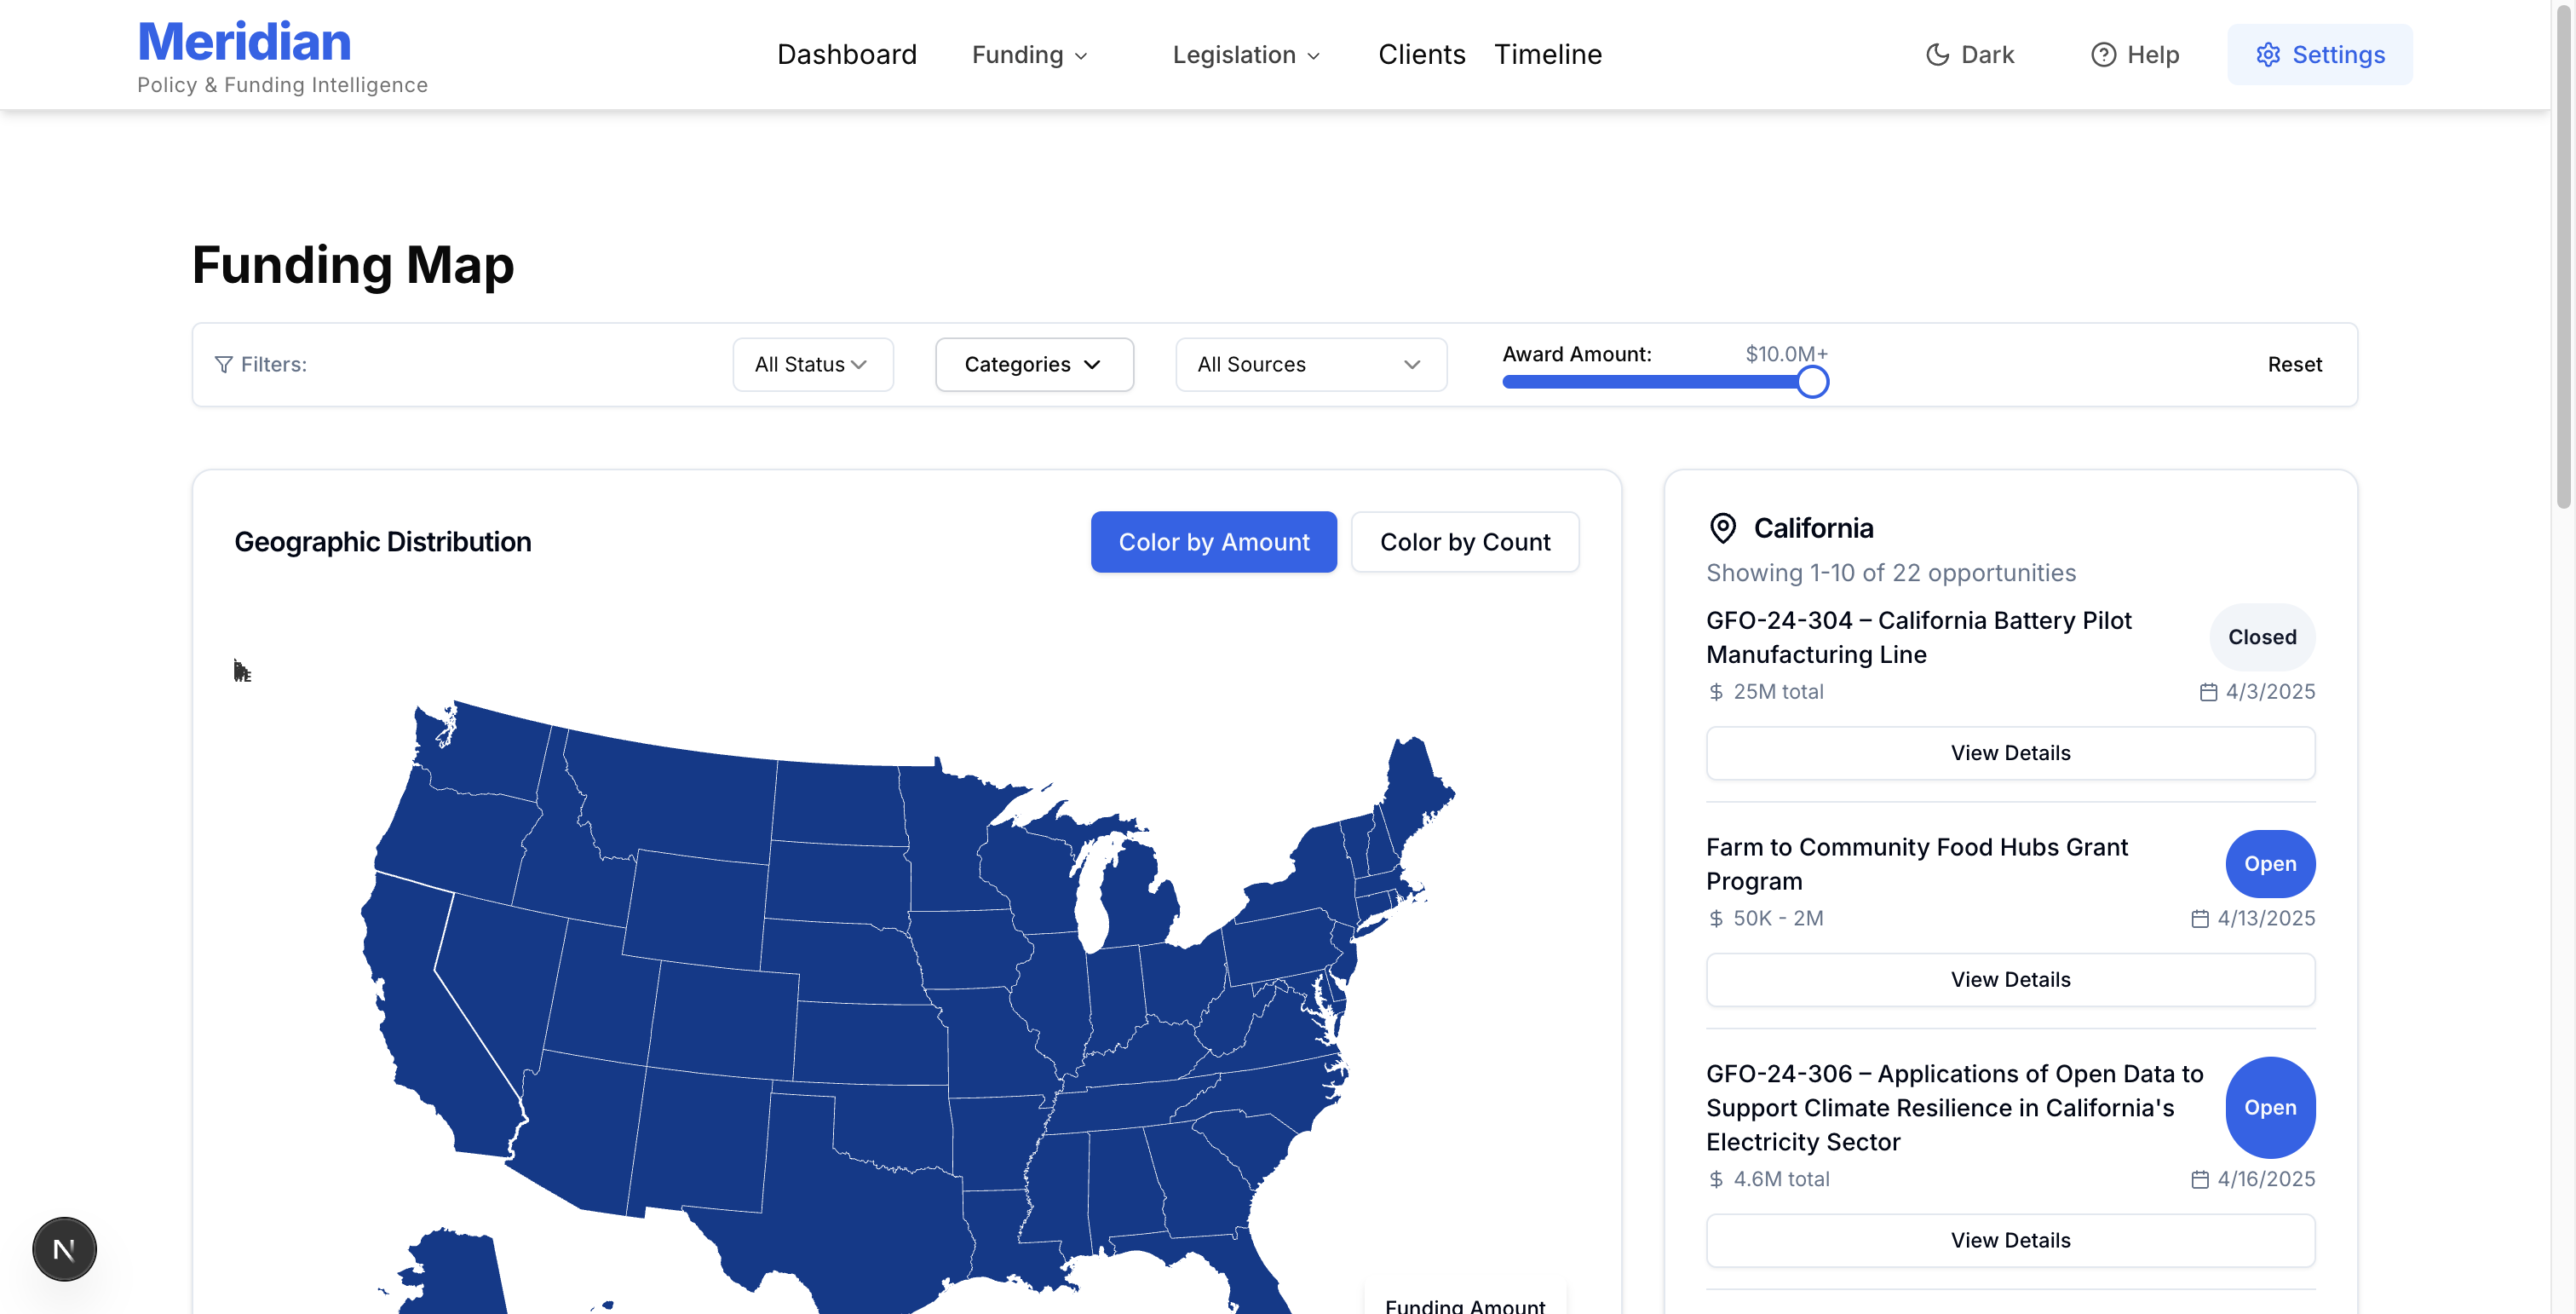 Meridian
Policy & Funding Intelligence
Dashboard
Funding
Legislation
Clients
Timeline
Dark
Help
Settings
Funding Map
Filters:
All Status
Categories
All Sources
Award Amount:
$10.0M+
Reset
Geographic Distribution
Color by Amount
Color by Count
Funding Amount
California
Showing 1-10 of 22 opportunities
GFO-24-304 – California Battery Pilot
Manufacturing Line
Closed
$ 25M total
4/3/2025
View Details
Farm to Community Food Hubs Grant
Program
Open
$ 50K - 2M
4/13/2025
View Details
GFO-24-306 – Applications of Open Data to
Support Climate Resilience in California's
Electricity Sector
Open
$ 4.6M total
4/16/2025
View Details
N